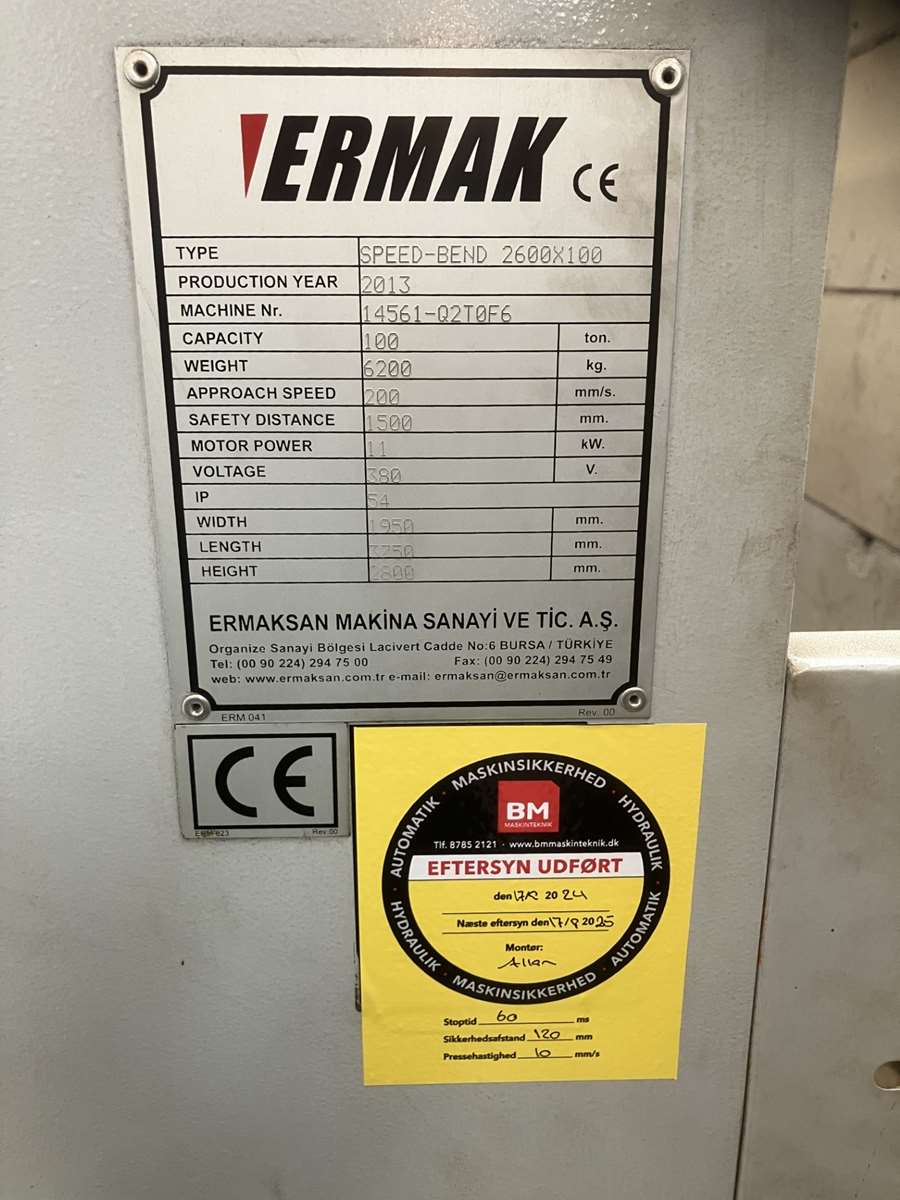 ERMAK CE
TYPE SPEED-BEND 2600X100
PRODUCTION YEAR 2013
MACHINE Nr. 14561-Q2T0F6
CAPACITY 100 ton.
WEIGHT 6200 kg.
APPROACH SPEED 200 mm/s.
SAFETY DISTANCE 1500 mm.
MOTOR POWER 11 kW.
VOLTAGE 380 V.
IP 54
WIDTH 1950 mm.
LENGTH 3750 mm.
HEIGHT 2800 mm.
ERMAKSAN MAKİNA SANAYİ VE TİC. A.Ş.
Organize Sanayi Bölgesi Lacivert Cadde No:6 BURSA / TÜRKİYE
Tel: (00 90 224) 294 75 00 Fax: (00 90 224) 294 75 49
web: www.ermaksan.com.tr e-mail: ermaksan@ermaksan.com.tr
ERM 041 Rev. 00
CE
Rev.00
AUTOMATIK · MASKINSIKKERHED · HYDRAULIK
BM
MASKINTEKNIK
Tlf. 8785 2121 · www.bmmaskinteknik.dk
EFTERSYN UDFØRT
den 2024
Næste eftersyn den 2025
Montør:
Allan
HYDRAULIK · MASKINSIKKERHED · AUTOMATIK
Stoptid 60 ms
Sikkerhedsafstand 120 mm
Pressehastighed 10 mm/s